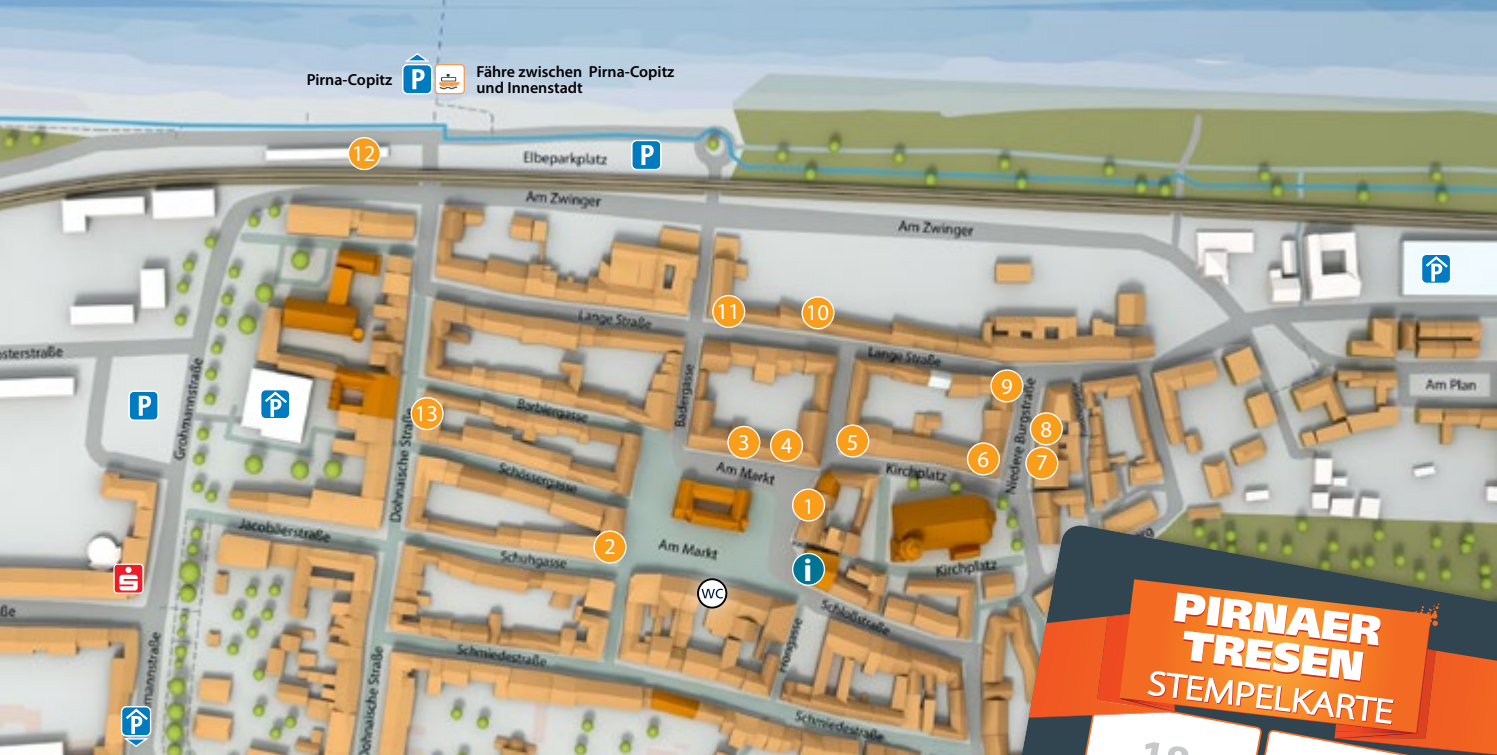 Pirna-Copitz
P
Fähre zwischen Pirna-Copitz
und Innenstadt
12
Elbeparkplatz
P
Am Zwinger
Am Zwinger
P
11
10
Lange Straße
Lange Straße
osterstraße
Am Plan
Grohmannstraße
P
P
Dohnaische Straße
13
Barbiergasse
Badergasse
9
Niedere Burgstraße
8
3
4
5
6
7
Am Markt
Kirchplatz
Schössergasse
1
Jacobäerstraße
2
Schuhgasse
Am Markt
i
Kirchplatz
WC
S
ße
Schloßstraße
Schmiedestraße
mannstraße
Dohnaische Straße
P
Schmiedestraße
PIRNAER
TRESEN
STEMPELKARTE